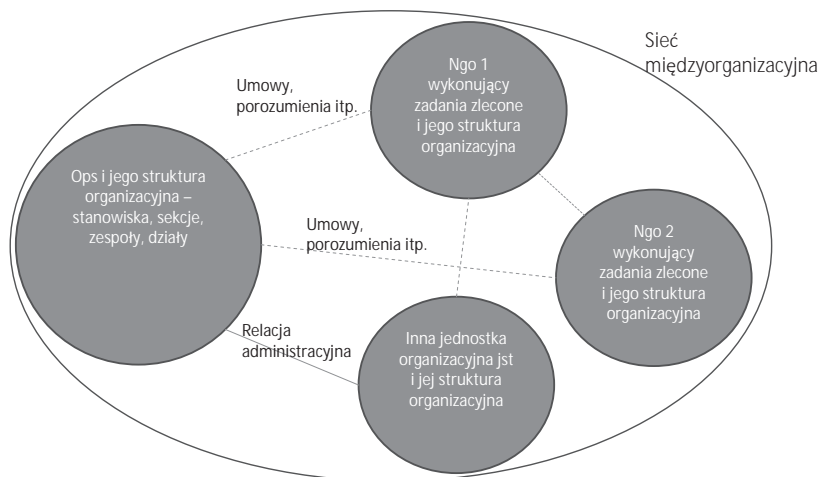 Sieć
międzyorganizacyjna
Ngo 1
wykonujący
zadania zlecone
i jego struktura
organizacyjna
Umowy,
porozumienia itp.
Ops i jego struktura
organizacyjna –
stanowiska, sekcje,
zespoły, działy
Umowy,
porozumienia itp.
Ngo 2
wykonujący
zadania zlecone
i jego struktura
organizacyjna
Relacja
administracyjna
Inna jednostka
organizacyjna jst
i jej struktura
organizacyjna